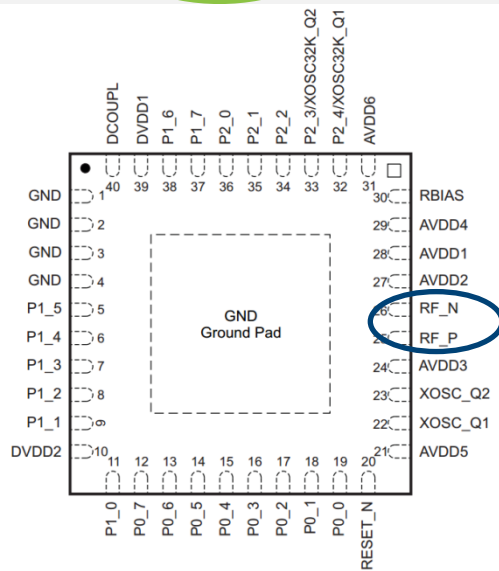 DCOUPL
DVDD1
P1_6
P1_7
P2_0
P2_1
P2_2
P2_3/XOSC32K_Q2
P2_4/XOSC32K_Q1
AVDD6
40 39 38 37 36 35 34 33 32 31
GND 1
GND 2
GND 3
GND 4
P1_5 5
P1_4 6
P1_3 7
P1_2 8
P1_1 9
DVDD2 10
GND
Ground Pad
30 RBIAS
29 AVDD4
28 AVDD1
27 AVDD2
26 RF_N
25 RF_P
24 AVDD3
23 XOSC_Q2
22 XOSC_Q1
21 AVDD5
11 12 13 14 15 16 17 18 19 20
P1_0
P0_7
P0_6
P0_5
P0_4
P0_3
P0_2
P0_1
P0_0
RESET_N